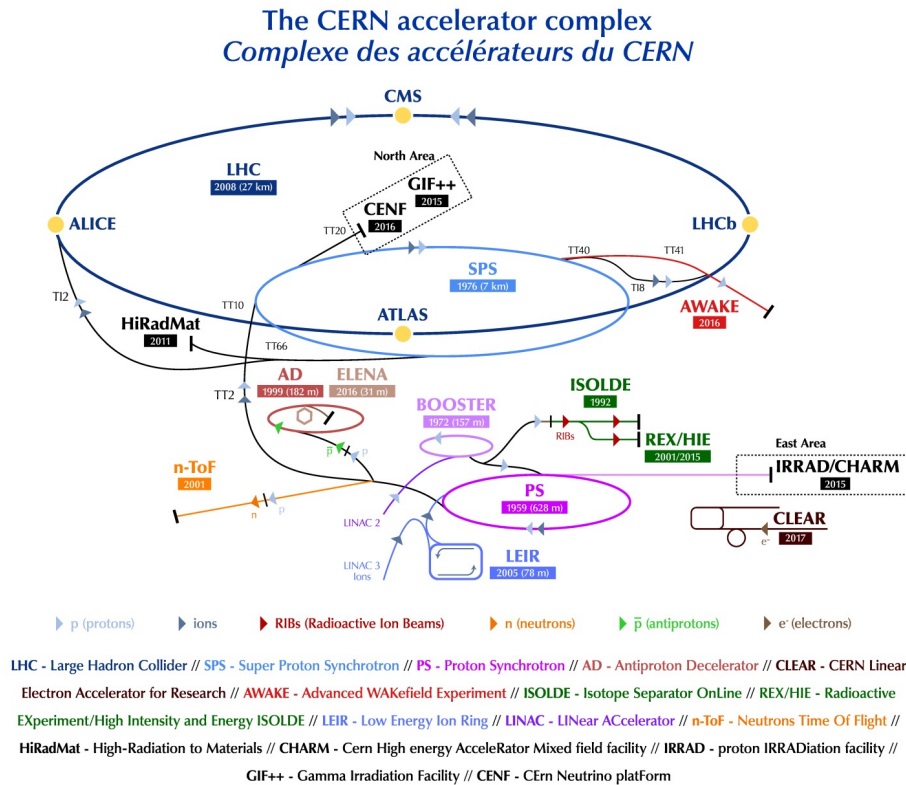 The CERN accelerator complex
Complexe des accélérateurs du CERN
CMS
North Area
LHC
2008 (27 km)
GIF++
2015
CENF
2016
ALICE
TT20
LHCb
TT40
TT41
SPS
1976 (7 km)
TI2
TT10
TI8
AWAKE
2016
ATLAS
HiRadMat
2011
TT66
AD
1999 (182 m)
ELENA
2016 (31 m)
TT2
ISOLDE
1992
BOOSTER
1972 (157 m)
RIBs
REX/HIE
2001/2015
p̅
p
East Area
n-ToF
2001
IRRAD/CHARM
2015
PS
1959 (628 m)
n
p
LINAC 2
CLEAR
2017
e-
LEIR
2005 (78 m)
LINAC 3
Ions
p (protons)
ions
RIBs (Radioactive Ion Beams)
n (neutrons)
p̅ (antiprotons)
e- (electrons)
LHC - Large Hadron Collider // SPS - Super Proton Synchrotron // PS - Proton Synchrotron // AD - Antiproton Decelerator // CLEAR - CERN Linear
Electron Accelerator for Research // AWAKE - Advanced WAKefield Experiment // ISOLDE - Isotope Separator OnLine // REX/HIE - Radioactive
EXperiment/High Intensity and Energy ISOLDE // LEIR - Low Energy Ion Ring // LINAC - LINear ACcelerator // n-ToF - Neutrons Time Of Flight //
HiRadMat - High-Radiation to Materials // CHARM - Cern High energy AcceleRator Mixed field facility // IRRAD - proton IRRADiation facility //
GIF++ - Gamma Irradiation Facility // CENF - CErn Neutrino platForm